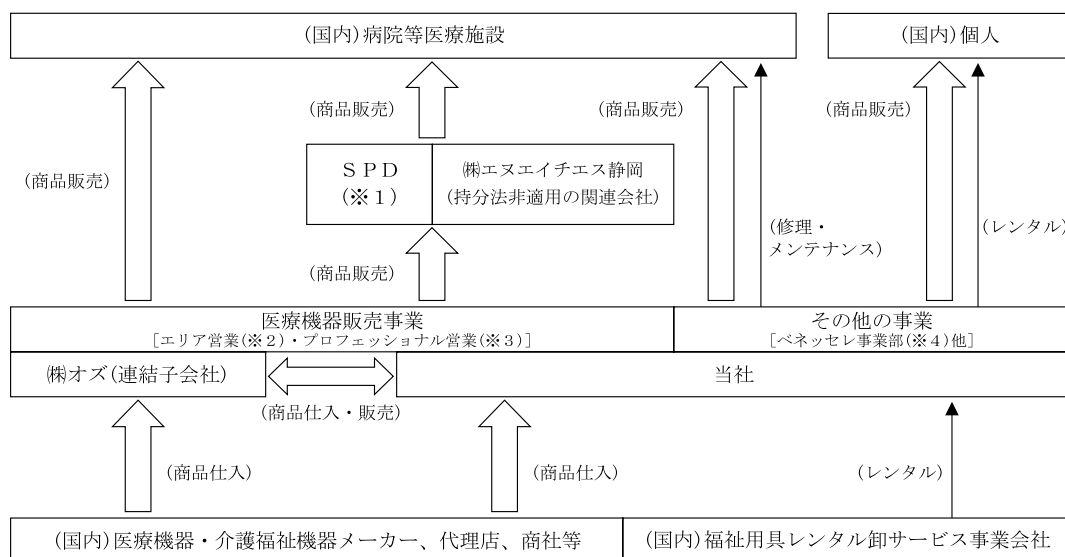 (国内)病院等医療施設
(国内)個人
(商品販売)
(商品販売)
(商品販売)
(商品販売)
SPD
(※1)
㈱エヌエイチエス静岡
(持分法非適用の関連会社)
(修理・
メンテナンス)
(レンタル)
(商品販売)
医療機器販売事業
[エリア営業(※2)・プロフェッショナル営業(※3)]
その他の事業
[ベネッセレ事業部(※4)他]
㈱オズ(連結子会社)
当社
(商品仕入・販売)
(商品仕入)
(商品仕入)
(レンタル)
(国内)医療機器・介護福祉機器メーカー、代理店、商社等
(国内)福祉用具レンタル卸サービス事業会社